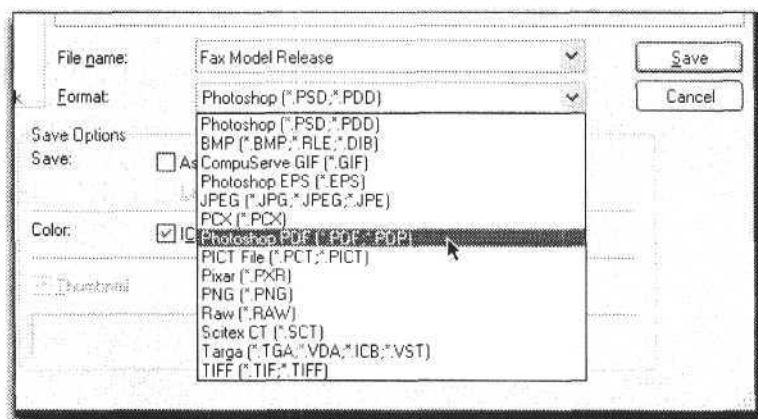 File name: Fax Model Release Save
k Format: Photoshop (*.PSD;*.PDD) Cancel
Photoshop (*.PSD;*.PDD)
Save Options BMP (*.BMP;*.RLE;*.DIB)
Save: As CompuServe GIF (*.GIF)
Photoshop EPS (*.EPS)
JPEG (*.JPG;*.JPEG;*.JPE)
PCX (*.PCX)
Color: IC Photoshop PDF (*.PDF;*.PDP)
PICT File (*.PCT;*.PICT)
Pixar (*.PXR)
Thumbnail PNG (*.PNG)
Raw (*.RAW)
Scitex CT (*.SCT)
Targa (*.TGA;*.VDA;*.ICB;*.VST)
TIFF (*.TIF;*.TIFF)